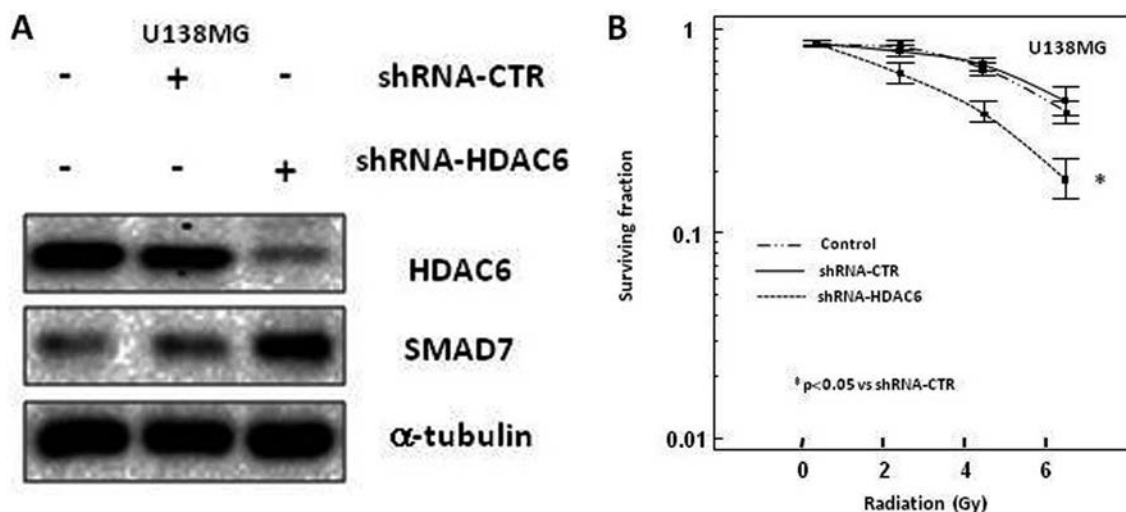 A
U138MG
- + - shRNA-CTR
- - + shRNA-HDAC6
HDAC6
SMAD7
α-tubulin
B
U138MG
1
0.1
0.01
Surviving fraction
Control
shRNA-CTR
shRNA-HDAC6
*
* p<0.05 vs shRNA-CTR
0 2 4 6
Radiation (Gy)